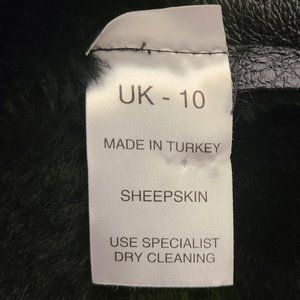 UK - 10
MADE IN TURKEY
SHEEPSKIN
USE SPECIALIST
DRY CLEANING